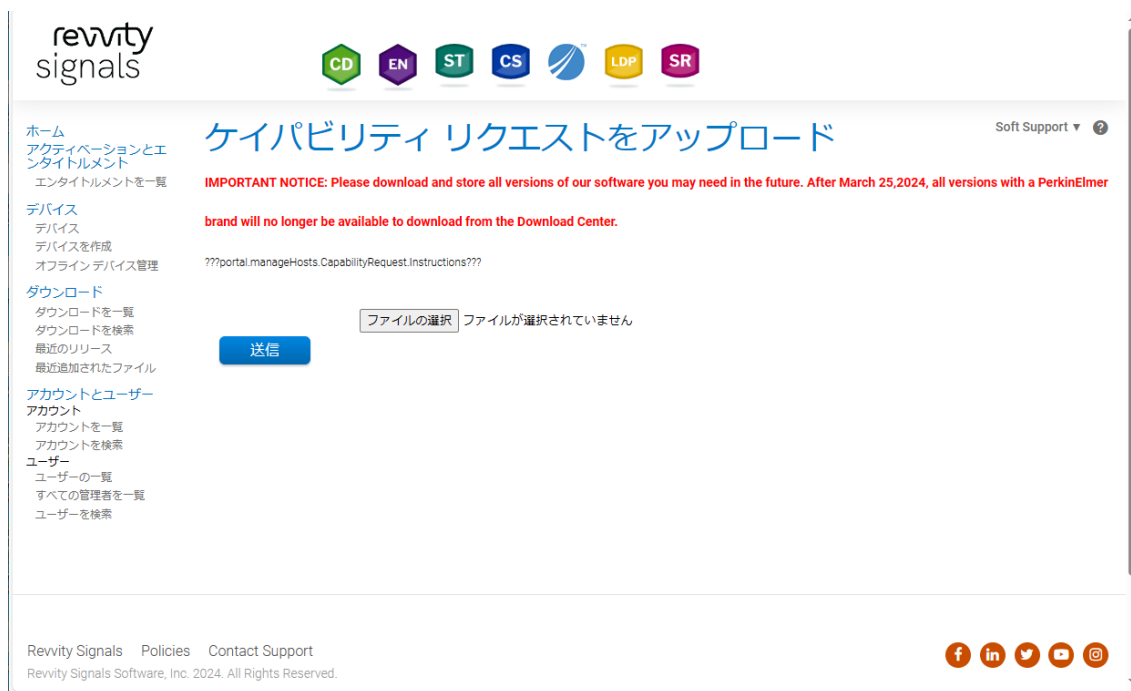 revvity
signals
CD EN ST CS LDP SR
ホーム
アクティベーションとエ
ンタイトルメント
エンタイトルメントを一覧
デバイス
デバイス
デバイスを作成
オフライン デバイス管理
ダウンロード
ダウンロードを一覧
ダウンロードを検索
最近のリリース
最近追加されたファイル
アカウントとユーザー
アカウント
アカウントを一覧
アカウントを検索
ユーザー
ユーザーの一覧
すべての管理者を一覧
ユーザーを検索
ケイパビリティ リクエストをアップロード
Soft Support ▼ ?
IMPORTANT NOTICE: Please download and store all versions of our software you may need in the future. After March 25,2024, all versions with a PerkinElmer
brand will no longer be available to download from the Download Center.
???portal.manageHosts.CapabilityRequest.Instructions???
ファイルの選択 ファイルが選択されていません
送信
Revvity Signals Policies Contact Support
Revvity Signals Software, Inc. 2024. All Rights Reserved.